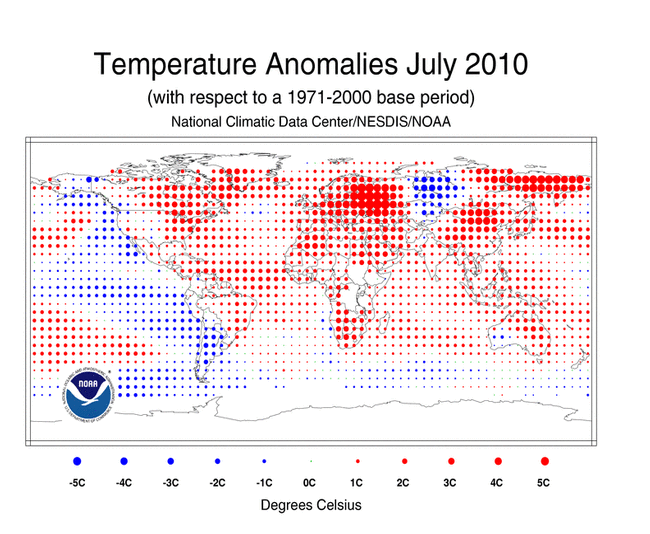 Temperature Anomalies July 2010
(with respect to a 1971-2000 base period)
National Climatic Data Center/NESDIS/NOAA
NOAA
-5C -4C -3C -2C -1C 0C 1C 2C 3C 4C 5C
Degrees Celsius